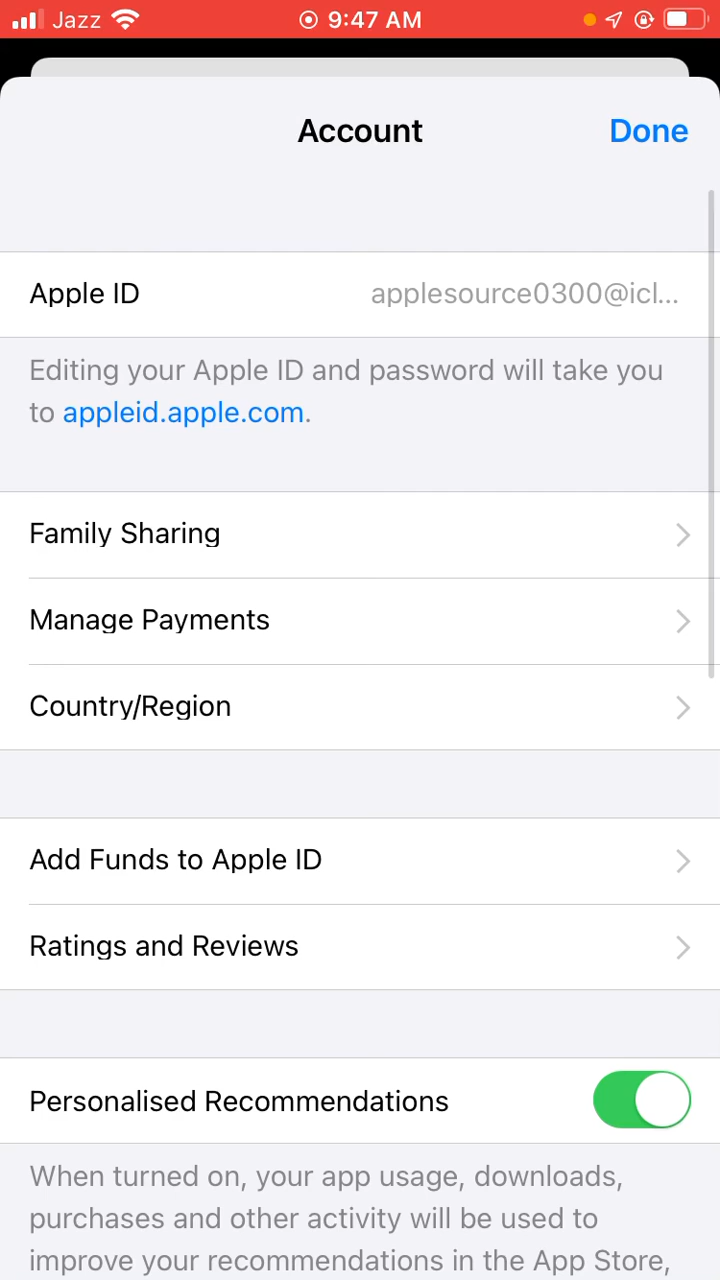 Jazz 9:47 AM
Account Done
Apple ID applesource0300@icl...
Editing your Apple ID and password will take you
to appleid.apple.com.
Family Sharing
Manage Payments
Country/Region
Add Funds to Apple ID
Ratings and Reviews
Personalised Recommendations
When turned on, your app usage, downloads,
purchases and other activity will be used to
improve your recommendations in the App Store,